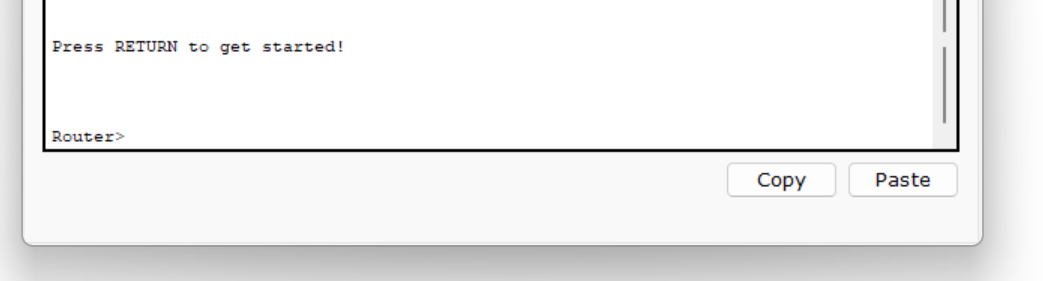 Press RETURN to get started!
Router>
Copy
Paste